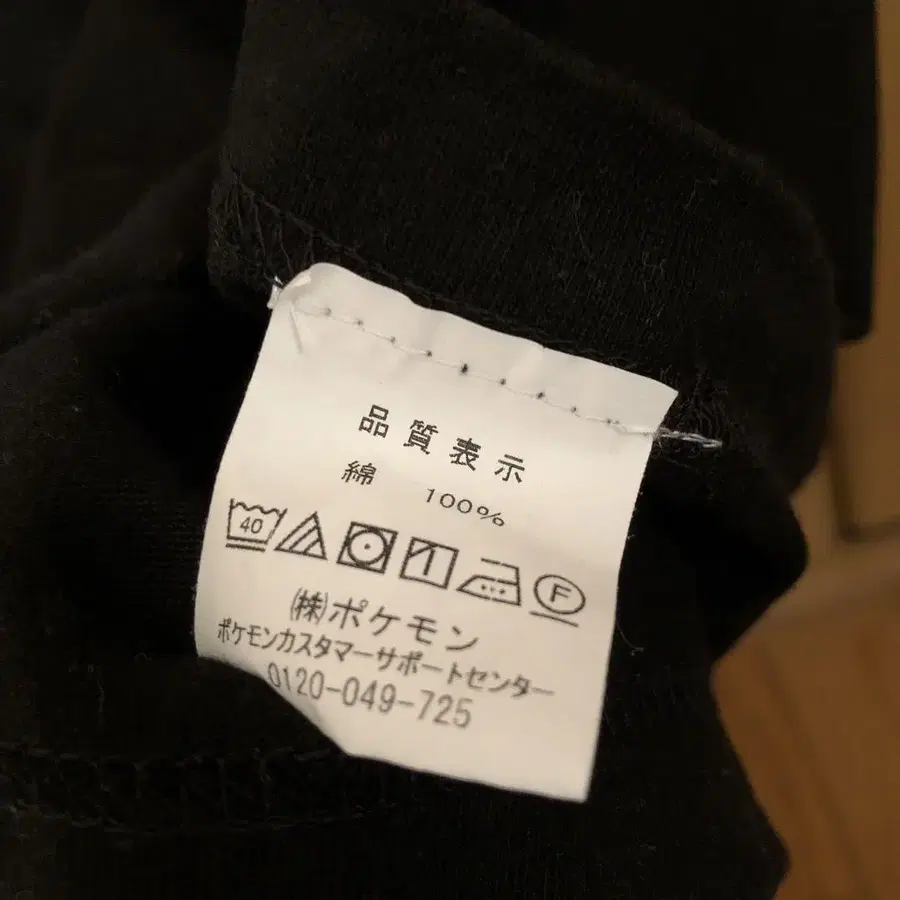 品質表示
綿 100%
40 F
(株)ポケモン
ポケモンカスタマーサポートセンター
0120-049-725